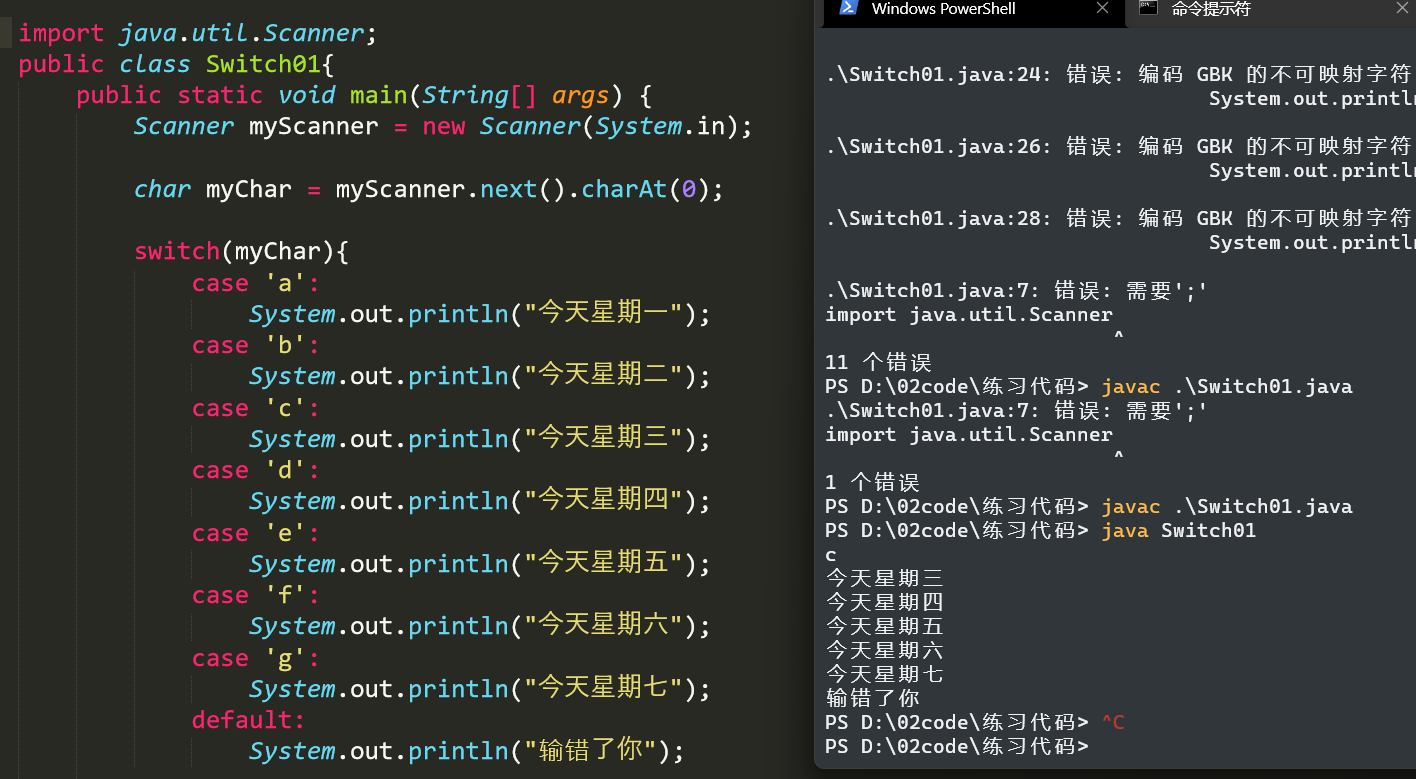 import java.util.Scanner;
public class Switch01{
public static void main(String[] args) {
Scanner myScanner = new Scanner(System.in);
char myChar = myScanner.next().charAt(0);
switch(myChar){
case 'a':
System.out.println("今天星期一");
case 'b':
System.out.println("今天星期二");
case 'c':
System.out.println("今天星期三");
case 'd':
System.out.println("今天星期四");
case 'e':
System.out.println("今天星期五");
case 'f':
System.out.println("今天星期六");
case 'g':
System.out.println("今天星期七");
default:
System.out.println("输错了你");
Windows PowerShell
命令提示符
.\Switch01.java:24: 错误: 编码 GBK 的不可映射字符
System.out.println
.\Switch01.java:26: 错误: 编码 GBK 的不可映射字符
System.out.println
.\Switch01.java:28: 错误: 编码 GBK 的不可映射字符
System.out.println
.\Switch01.java:7: 错误: 需要';'
import java.util.Scanner
^
11 个错误
PS D:\02code\练习代码> javac .\Switch01.java
.\Switch01.java:7: 错误: 需要';'
import java.util.Scanner
^
1 个错误
PS D:\02code\练习代码> javac .\Switch01.java
PS D:\02code\练习代码> java Switch01
c
今天星期三
今天星期四
今天星期五
今天星期六
今天星期七
输错了你
PS D:\02code\练习代码> ^C
PS D:\02code\练习代码>